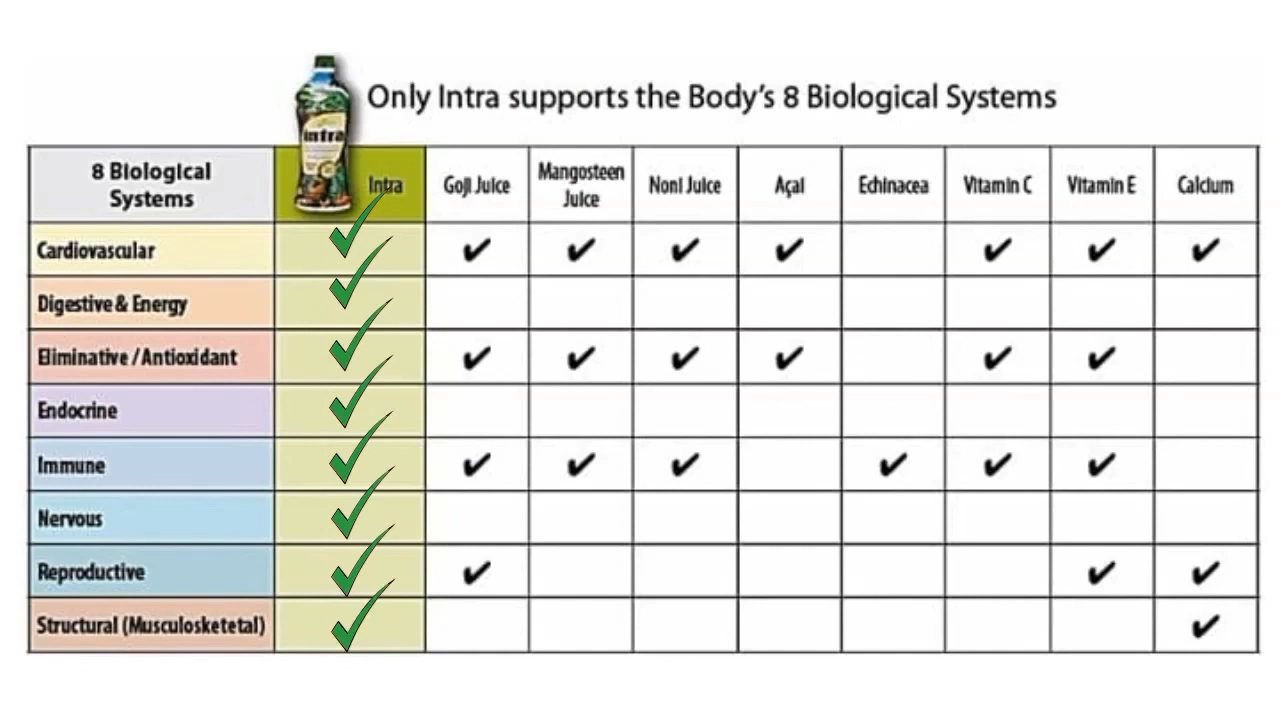 Only Intra supports the Body's 8 Biological Systems
intra
8 Biological
Systems
Intra
Goji Juice
Mangosteen
Juice
Noni Juice
Açai
Echinacea
Vitamin C
Vitamin E
Calcium
Cardiovascular ✔ ✔ ✔ ✔ ✔ ✔ ✔ ✔
Digestive & Energy ✔
Eliminative / Antioxidant ✔ ✔ ✔ ✔ ✔ ✔ ✔
Endocrine ✔
Immune ✔ ✔ ✔ ✔ ✔ ✔ ✔
Nervous ✔
Reproductive ✔ ✔ ✔ ✔
Structural (Musculosketetal) ✔ ✔